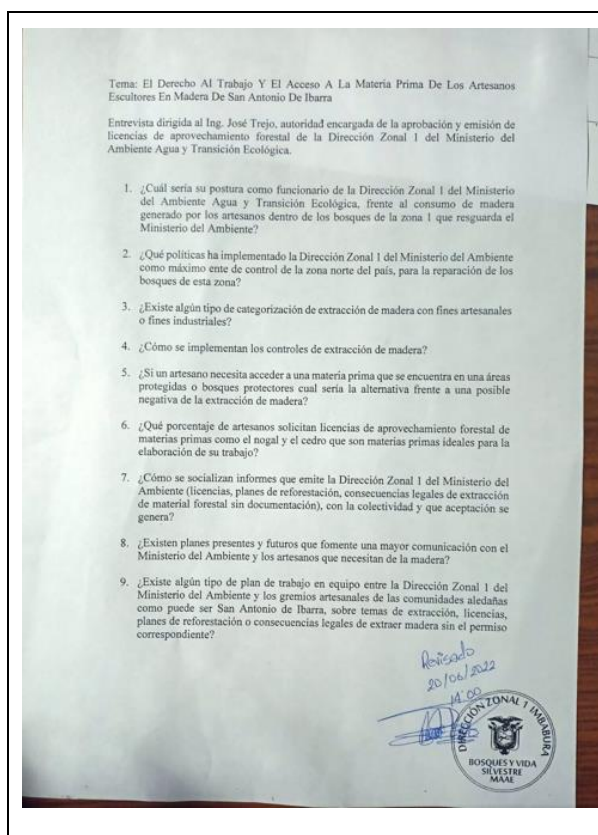 Tema: El Derecho Al Trabajo Y El Acceso A La Materia Prima De Los Artesanos
Escultores En Madera De San Antonio De Ibarra
Entrevista dirigida al Ing. José Trejo, autoridad encargada de la aprobación y emisión de
licencias de aprovechamiento forestal de la Dirección Zonal 1 del Ministerio del
Ambiente Agua y Transición Ecológica.
1. ¿Cuál sería su postura como funcionario de la Dirección Zonal 1 del Ministerio
del Ambiente Agua y Transición Ecológica, frente al consumo de madera
generado por los artesanos dentro de los bosques de la zona 1 que resguarda el
Ministerio del Ambiente?
2. ¿Qué políticas ha implementado la Dirección Zonal 1 del Ministerio del Ambiente
como máximo ente de control de la zona norte del país, para la reparación de los
bosques de esta zona?
3. ¿Existe algún tipo de categorización de extracción de madera con fines artesanales
o fines industriales?
4. ¿Cómo se implementan los controles de extracción de madera?
5. ¿Si un artesano necesita acceder a una materia prima que se encuentra en una áreas
protegidas o bosques protectores cual sería la alternativa frente a una posible
negativa de la extracción de madera?
6. ¿Qué porcentaje de artesanos solicitan licencias de aprovechamiento forestal de
materias primas como el nogal y el cedro que son materias primas ideales para la
elaboración de su trabajo?
7. ¿Cómo se socializan informes que emite la Dirección Zonal 1 del Ministerio del
Ambiente (licencias, planes de reforestación, consecuencias legales de extracción
de material forestal sin documentación), con la colectividad y que aceptación se
genera?
8. ¿Existen planes presentes y futuros que fomente una mayor comunicación con el
Ministerio del Ambiente y los artesanos que necesitan de la madera?
9. ¿Existe algún tipo de plan de trabajo en equipo entre la Dirección Zonal 1 del
Ministerio del Ambiente y los gremios artesanales de las comunidades aledañas
como puede ser San Antonio de Ibarra, sobre temas de extracción, licencias,
planes de reforestación o consecuencias legales de extraer madera sin el permiso
correspondiente?
Revisado
20/06/2022
14:00
DIRECCIÓN ZONAL 1 IMBABURA
BOSQUES Y VIDA
SILVESTRE
MAAE